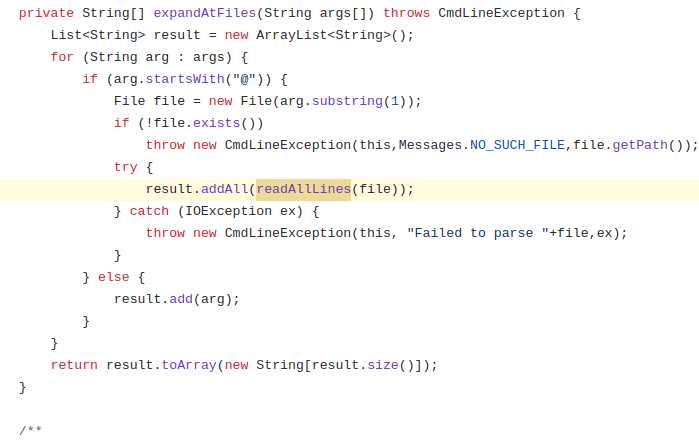 private String[] expandAtFiles(String args[]) throws CmdLineException {
    List<String> result = new ArrayList<String>();
    for (String arg : args) {
        if (arg.startsWith("@")) {
            File file = new File(arg.substring(1));
            if (!file.exists())
                throw new CmdLineException(this,Messages.NO_SUCH_FILE,file.getPath());
            try {
                result.addAll(readAllLines(file));
            } catch (IOException ex) {
                throw new CmdLineException(this, "Failed to parse "+file,ex);
            }
        } else {
            result.add(arg);
        }
    }
    return result.toArray(new String[result.size()]);
}
/**